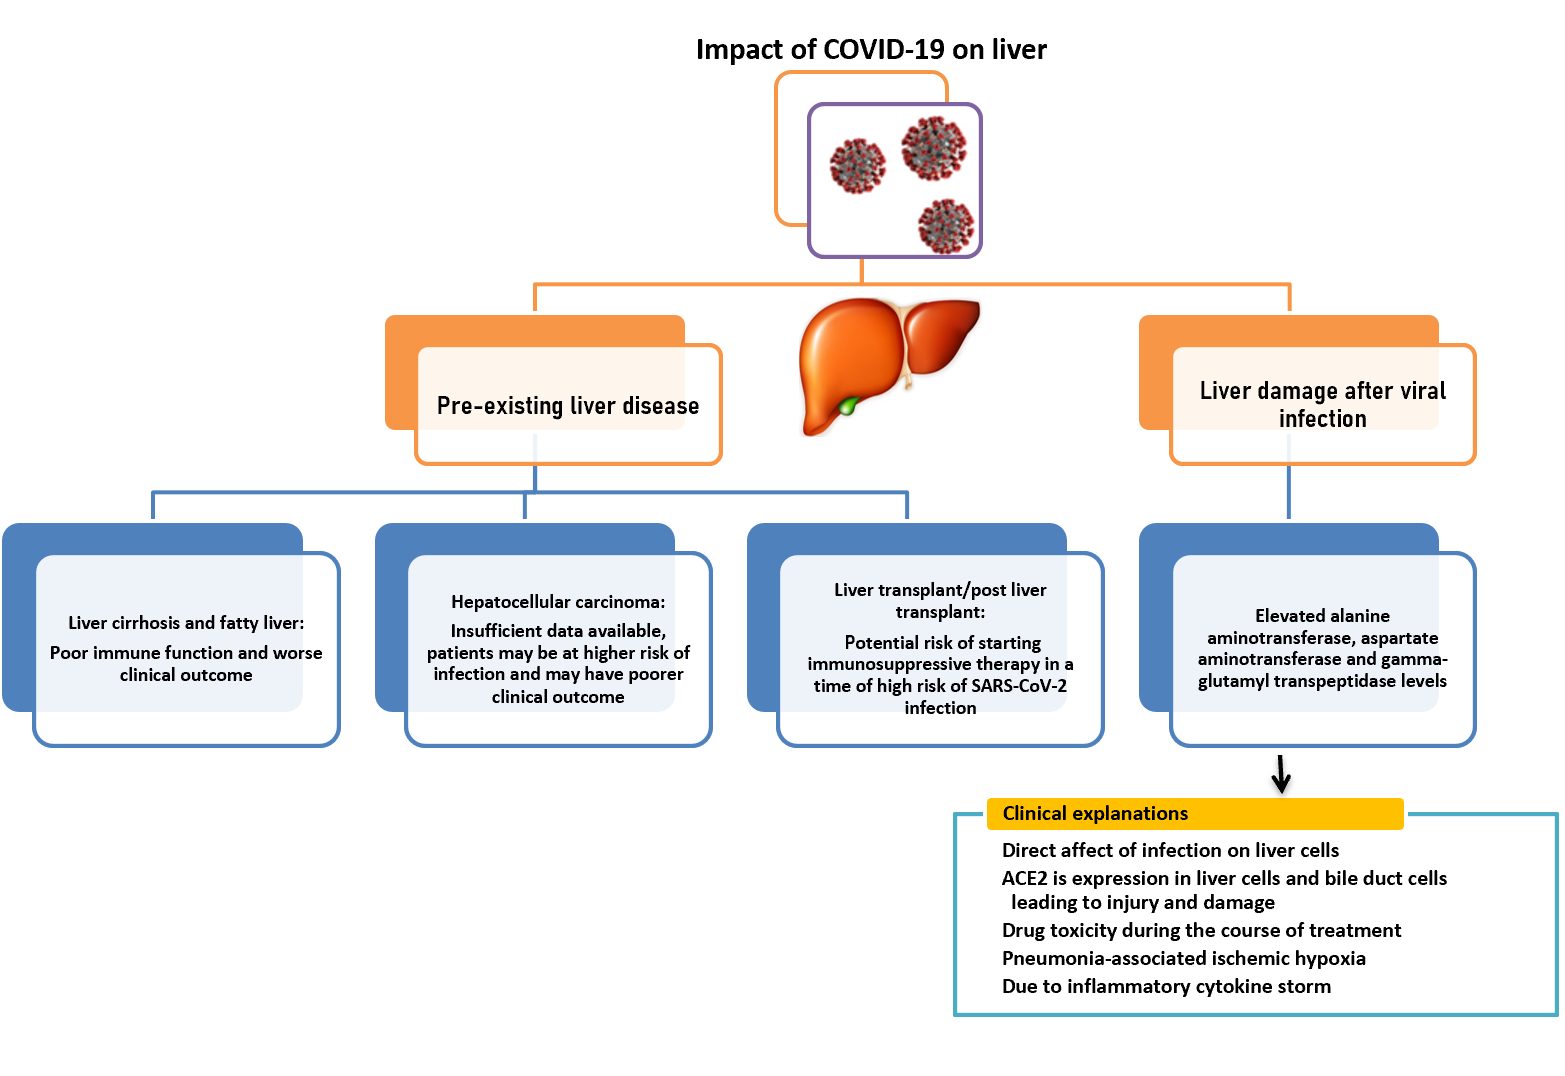 Impact of COVID-19 on liver
Pre-existing liver disease
Liver damage after viral
infection
Liver cirrhosis and fatty liver:
Poor immune function and worse
clinical outcome
Hepatocellular carcinoma:
Insufficient data available,
patients may be at higher risk of
infection and may have poorer
clinical outcome
Liver transplant/post liver
transplant:
Potential risk of starting
immunosuppressive therapy in a
time of high risk of SARS-CoV-2
infection
Elevated alanine
aminotransferase, aspartate
aminotransferase and gamma-
glutamyl transpeptidase levels
Clinical explanations
Direct affect of infection on liver cells
ACE2 is expression in liver cells and bile duct cells
leading to injury and damage
Drug toxicity during the course of treatment
Pneumonia-associated ischemic hypoxia
Due to inflammatory cytokine storm